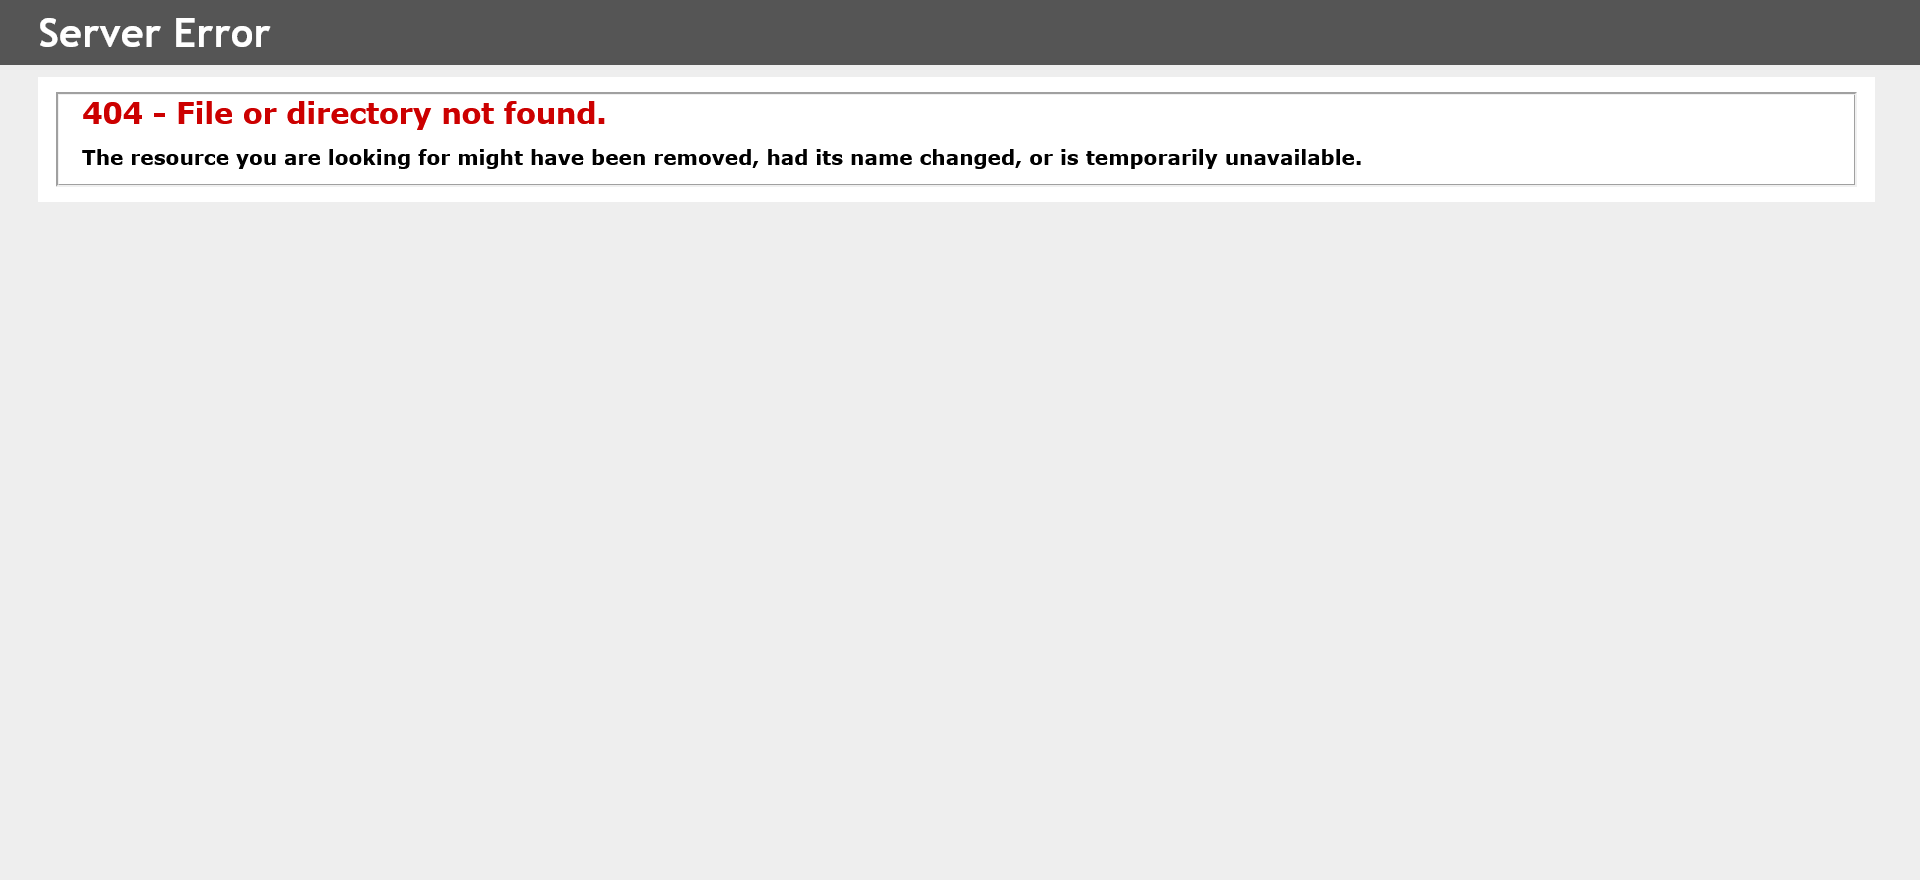 Server Error
404 - File or directory not found.
The resource you are looking for might have been removed, had its name changed, or is temporarily unavailable.